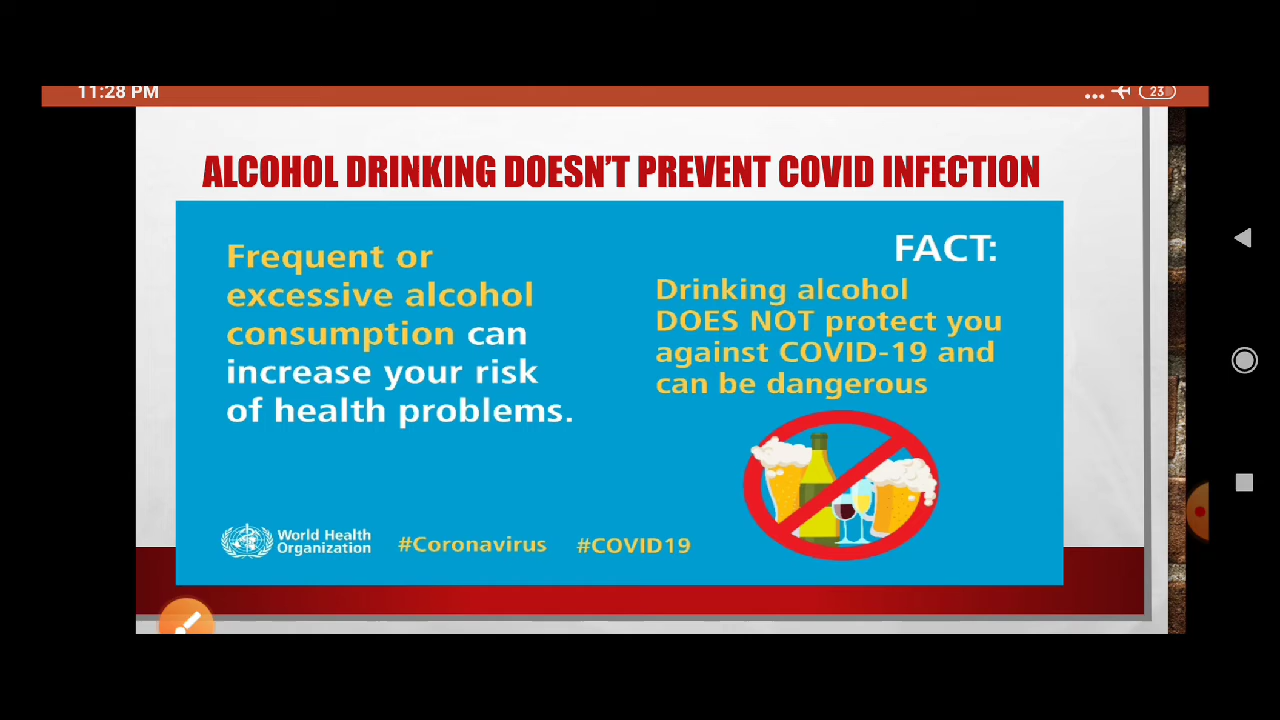 11:28 PM
23
ALCOHOL DRINKING DOESN'T PREVENT COVID INFECTION
Frequent or
excessive alcohol
consumption can
increase your risk
of health problems.
FACT:
Drinking alcohol
DOES NOT protect you
against COVID-19 and
can be dangerous
World Health
Organization
#Coronavirus
#COVID19